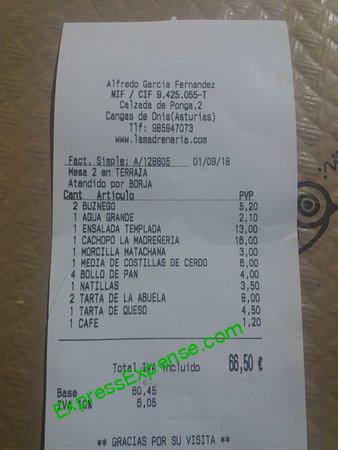 Alfredo Garcia Fernandez
NIF / CIF 9.425.055-T
Calzada de Ponga,2
Cangas de Onis(Asturias)
Tlf: 985947073
www.lamadreneria.com
Fact. Simple: A/128805 01/09/18
Mesa 2 en TERRAZA
Atendido por BORJA
Cant Articulo PVP
2 BUZNEGO 5,20
1 AGUA GRANDE 2,10
1 ENSALADA TEMPLADA 13,00
1 CACHOPO LA MADREÑERIA 16,00
1 MORCILLA MATACHANA 3,00
1 MEDIA DE COSTILLAS DE CERDO 8,00
4 BOLLO DE PAN 4,00
1 NATILLAS 3,50
2 TARTA DE LA ABUELA 6,00
1 TARTA DE QUESO 4,50
1 CAFE 1,20
Total IVA incluido 66,50 €
Base 60,45
IVA 10% 6,05
** GRACIAS POR SU VISITA **
ExpressExpense.com